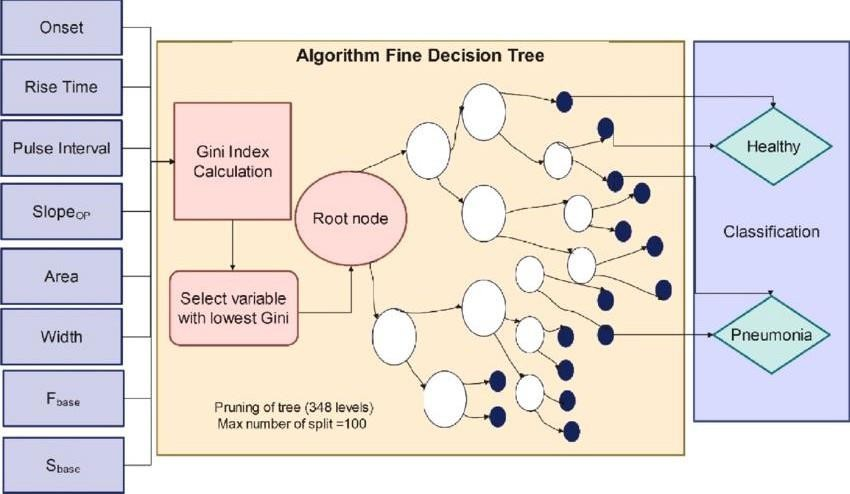 Onset
Rise Time
Pulse Interval
SlopeOP
Area
Width
Fbase
Sbase
Algorithm Fine Decision Tree
Gini Index
Calculation
Select variable
with lowest Gini
Root node
Pruning of tree (348 levels)
Max number of split =100
Healthy
Classification
Pneumonia